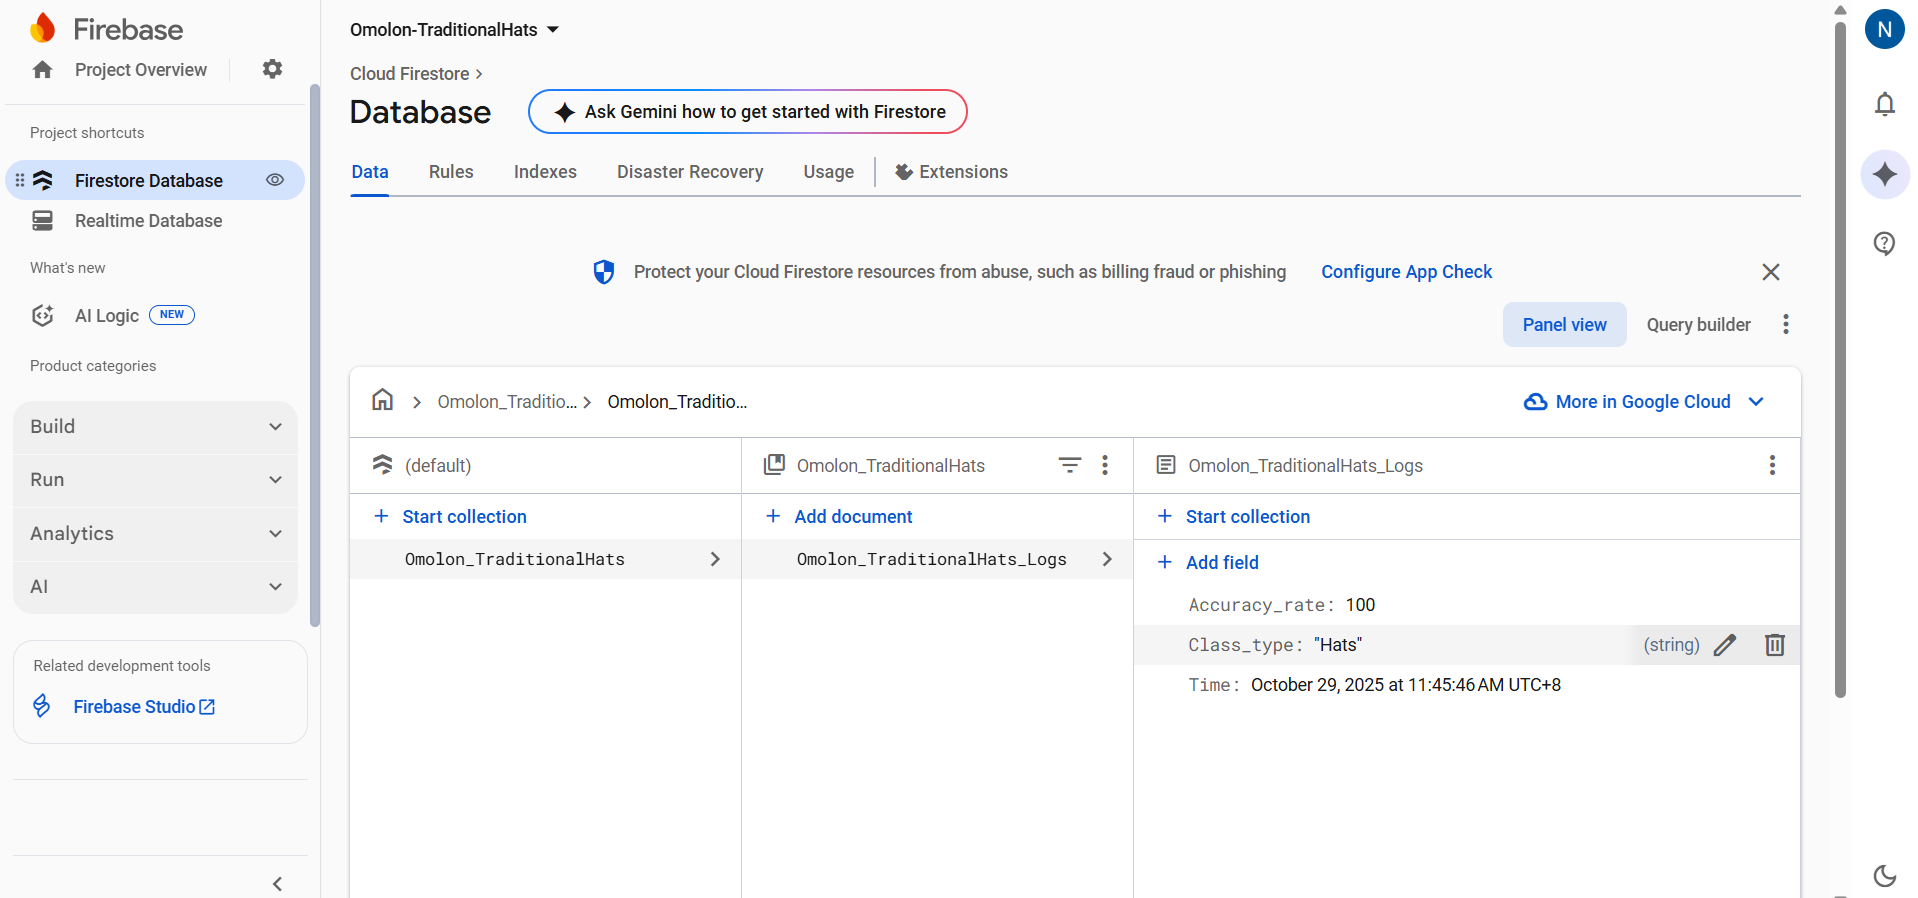 Firebase
Project Overview
Project shortcuts
Firestore Database
Realtime Database
What's new
AI Logic NEW
Product categories
Build
Run
Analytics
AI
Related development tools
Firebase Studio
Omolon-TraditionalHats
Cloud Firestore
Database
Ask Gemini how to get started with Firestore
Data Rules Indexes Disaster Recovery Usage Extensions
Protect your Cloud Firestore resources from abuse, such as billing fraud or phishing Configure App Check
Panel view Query builder
Omolon_Traditio... Omolon_Traditio... More in Google Cloud
(default)
Start collection
Omolon_TraditionalHats
Omolon_TraditionalHats
Add document
Omolon_TraditionalHats_Logs
Omolon_TraditionalHats_Logs
Start collection
Add field
Accuracy_rate: 100
Class_type: "Hats" (string)
Time: October 29, 2025 at 11:45:46 AM UTC+8
N